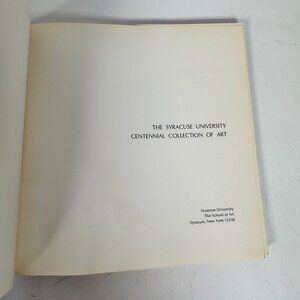 THE SYRACUSE UNIVERSITY
CENTENNIAL COLLECTION OF ART
Syracuse University
The School of Art
Syracuse, New York 13210